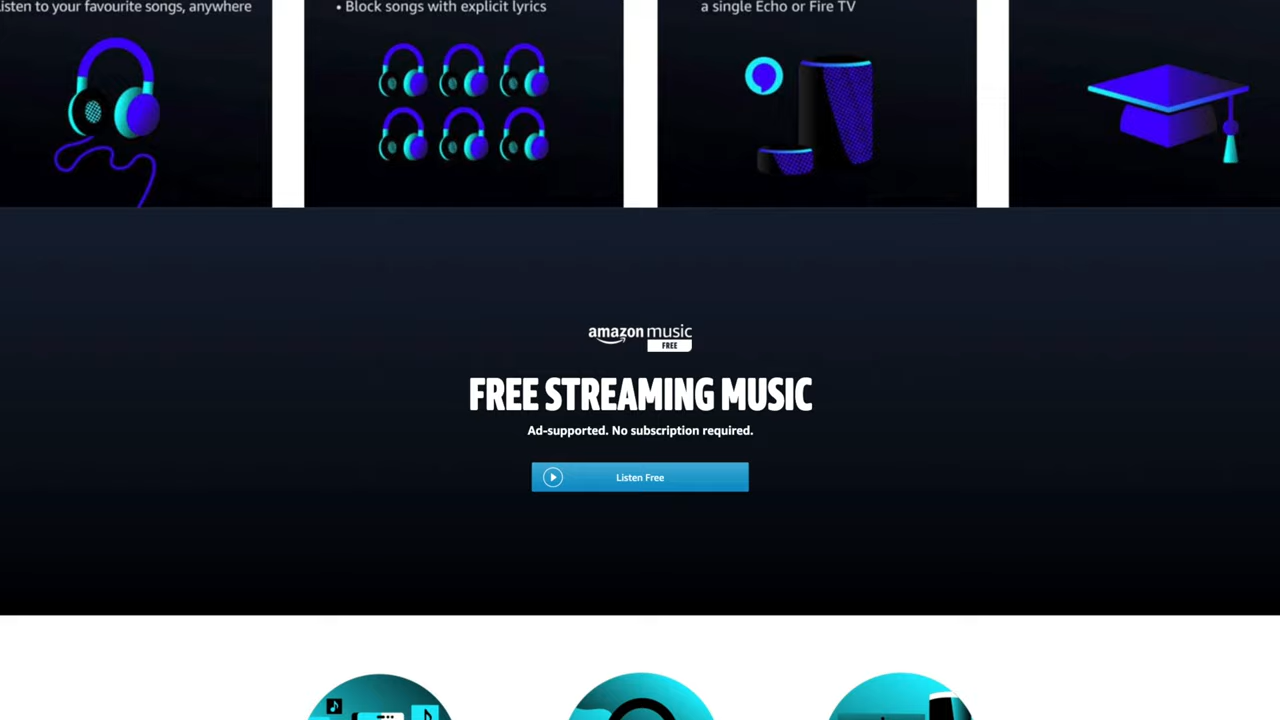 listen to your favourite songs, anywhere
• Block songs with explicit lyrics
a single Echo or Fire TV
amazon music
FREE
FREE STREAMING MUSIC
Ad-supported. No subscription required.
Listen Free